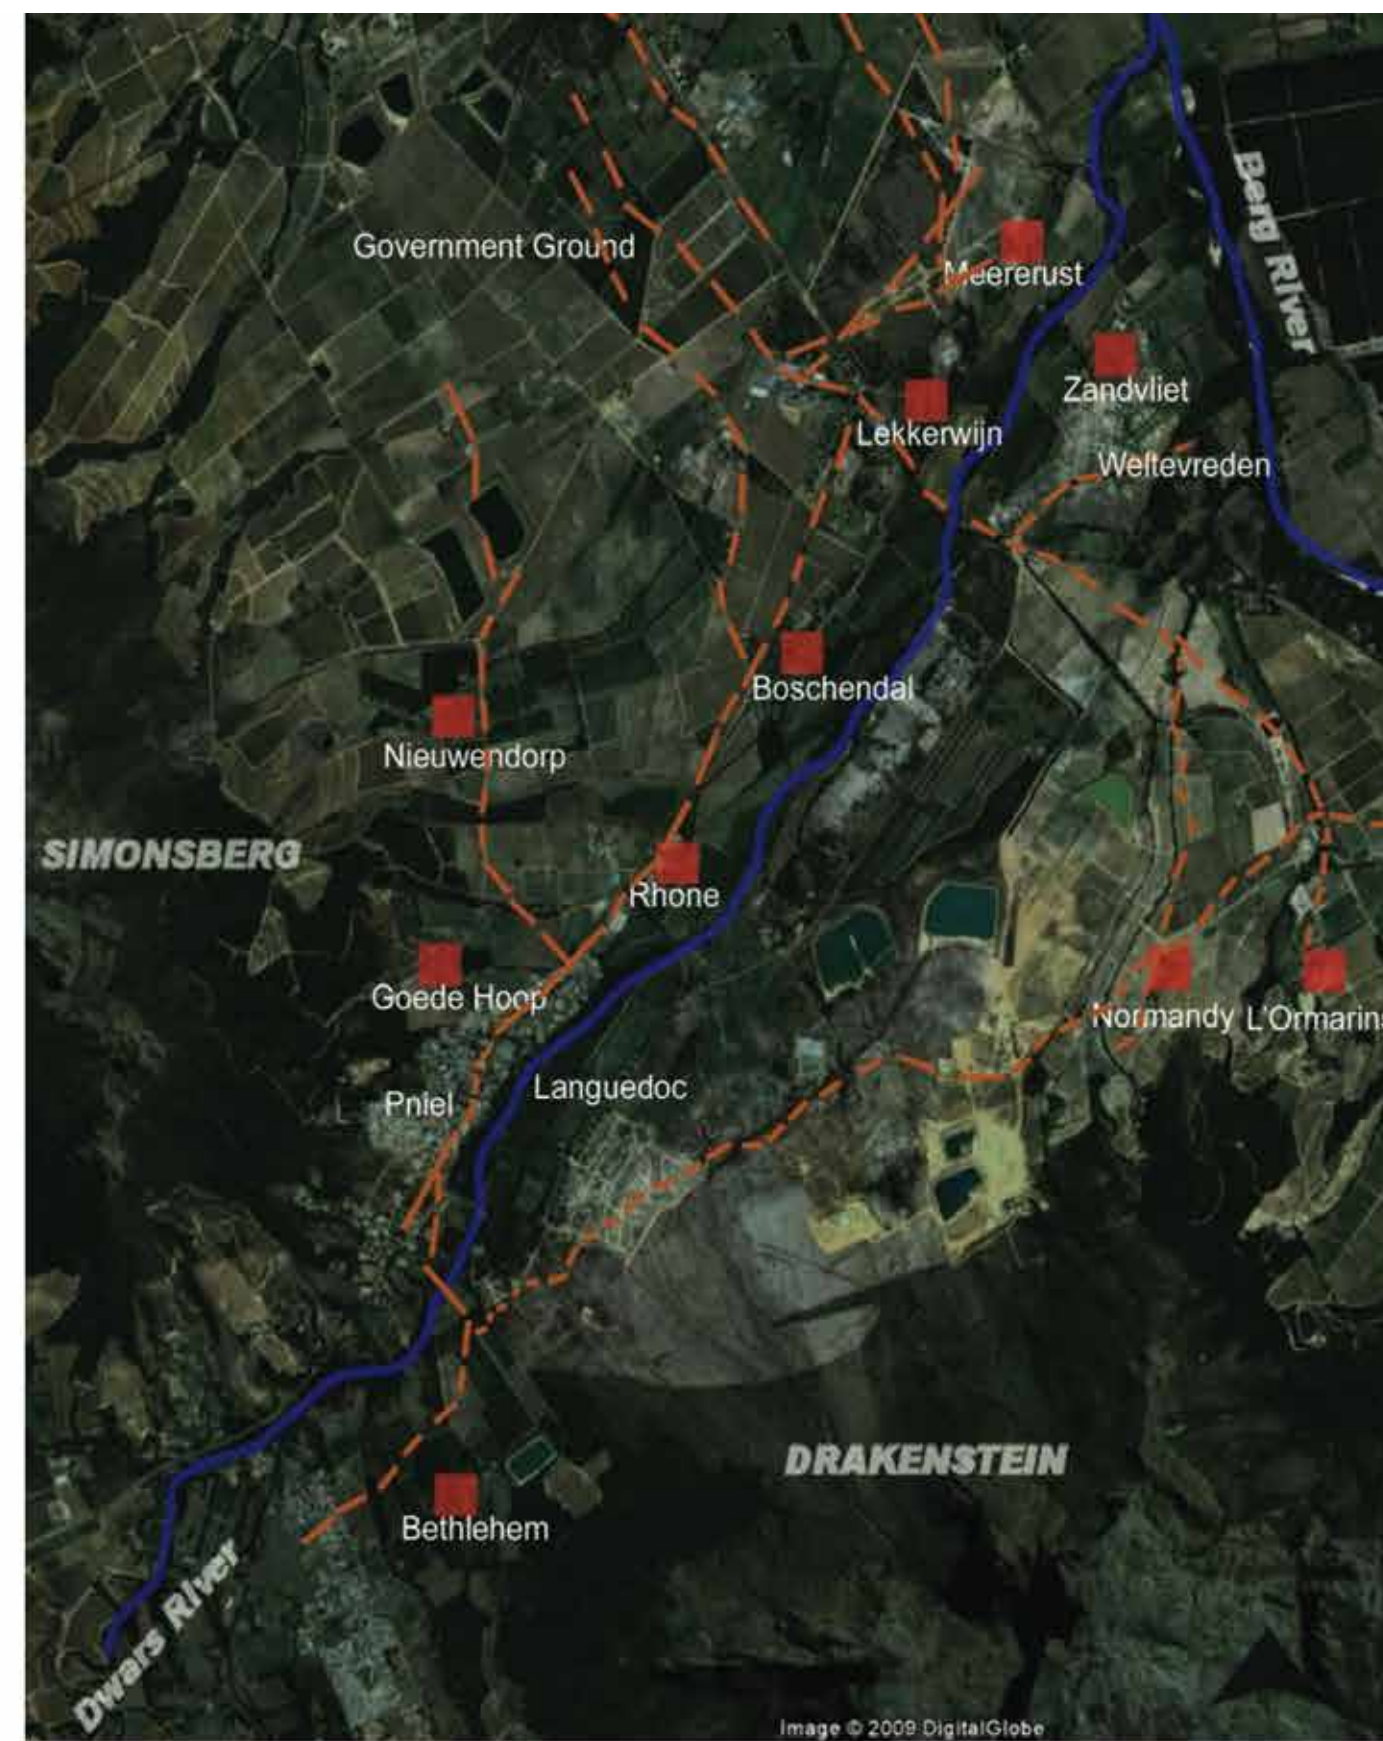 Berg River
Government Ground
Meererust
Zandvliet
Lekkerwijn
Weltevreden
Boschendal
Nieuwendorp
SIMONSBERG
Rhone
Goede Hoop
Normandy
L'Ormarins
Languedoc
Pniel
DRAKENSTEIN
Bethlehem
Dwars River
Image © 2009 DigitalGlobe